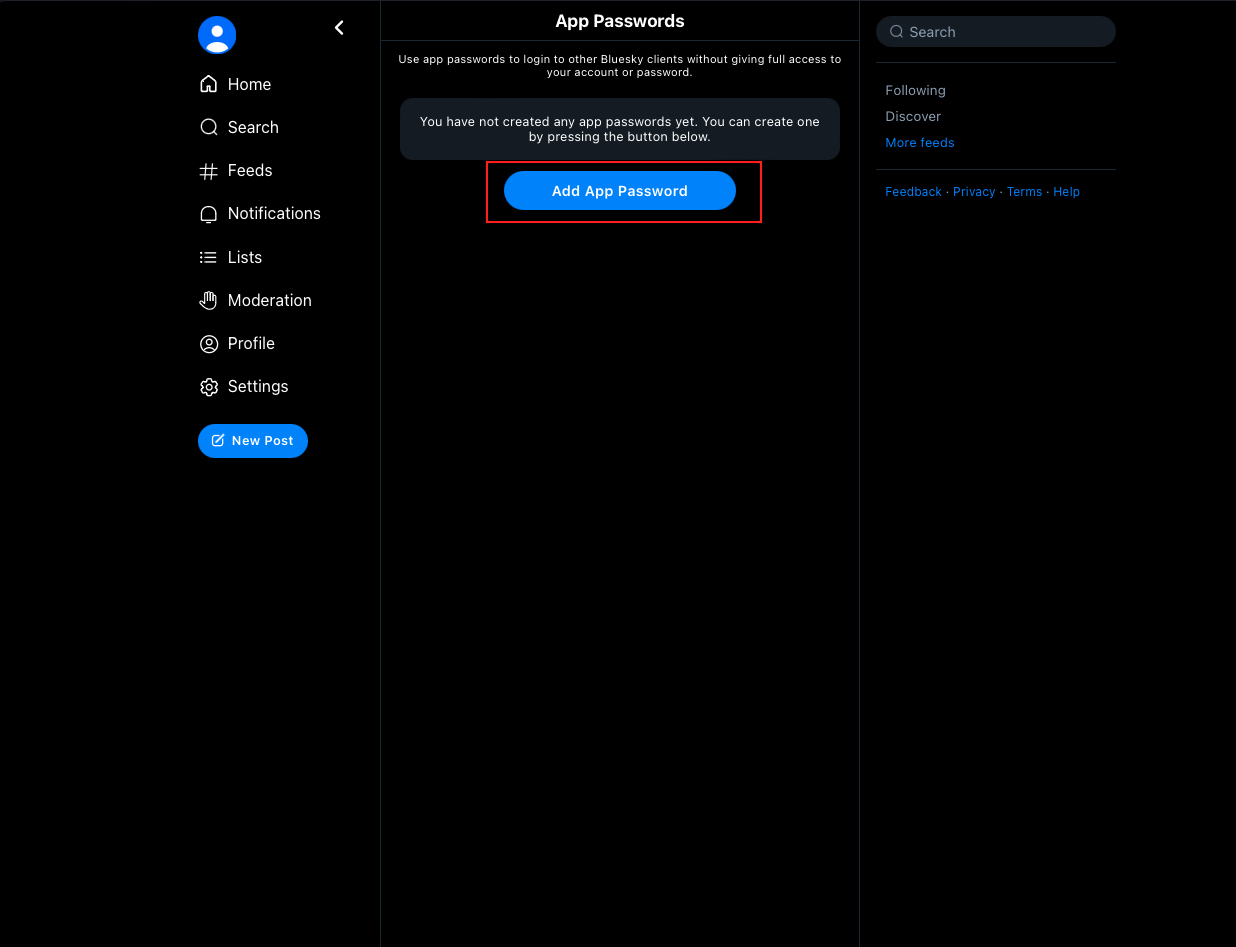 Home
Search
Feeds
Notifications
Lists
Moderation
Profile
Settings
New Post
App Passwords
Use app passwords to login to other Bluesky clients without giving full access to
your account or password.
You have not created any app passwords yet. You can create one
by pressing the button below.
Add App Password
Search
Following
Discover
More feeds
Feedback · Privacy · Terms · Help